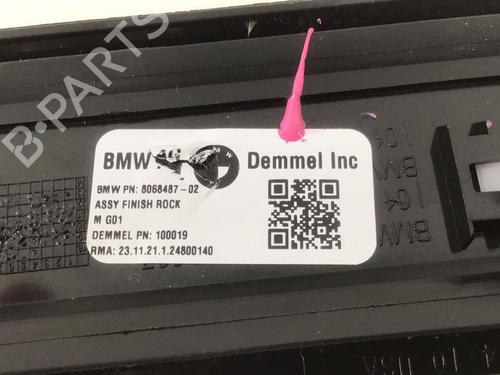 B-PARTS
BMW AG
Demmel Inc
BMW PN: 8068487-02
ASSY FINISH ROCK
M G01
DEMMEL PN: 100019
RMA: 23.11.21.1.24800140